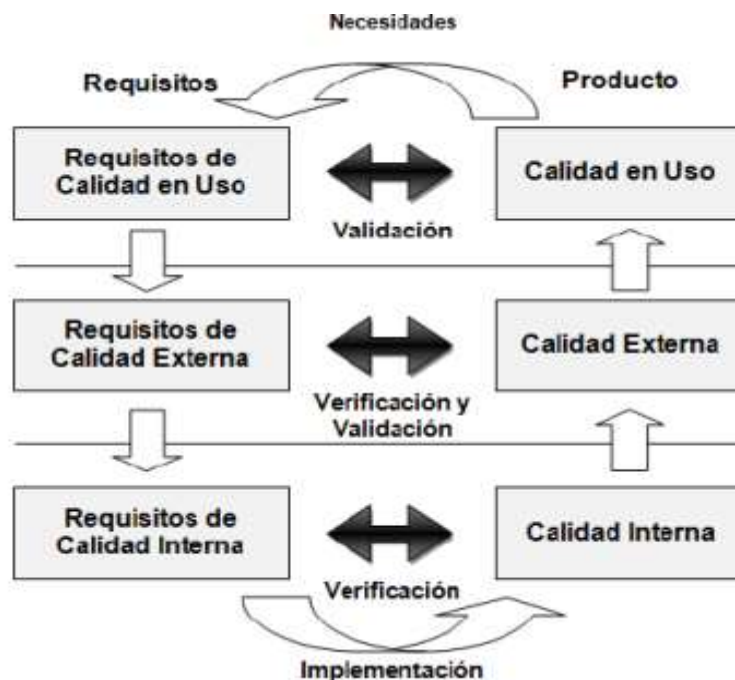 Necesidades
Requisitos
Producto
Requisitos de
Calidad en Uso
Calidad en Uso
Validación
Requisitos de
Calidad Externa
Calidad Externa
Verificación y
Validación
Requisitos de
Calidad Interna
Calidad Interna
Verificación
Implementación